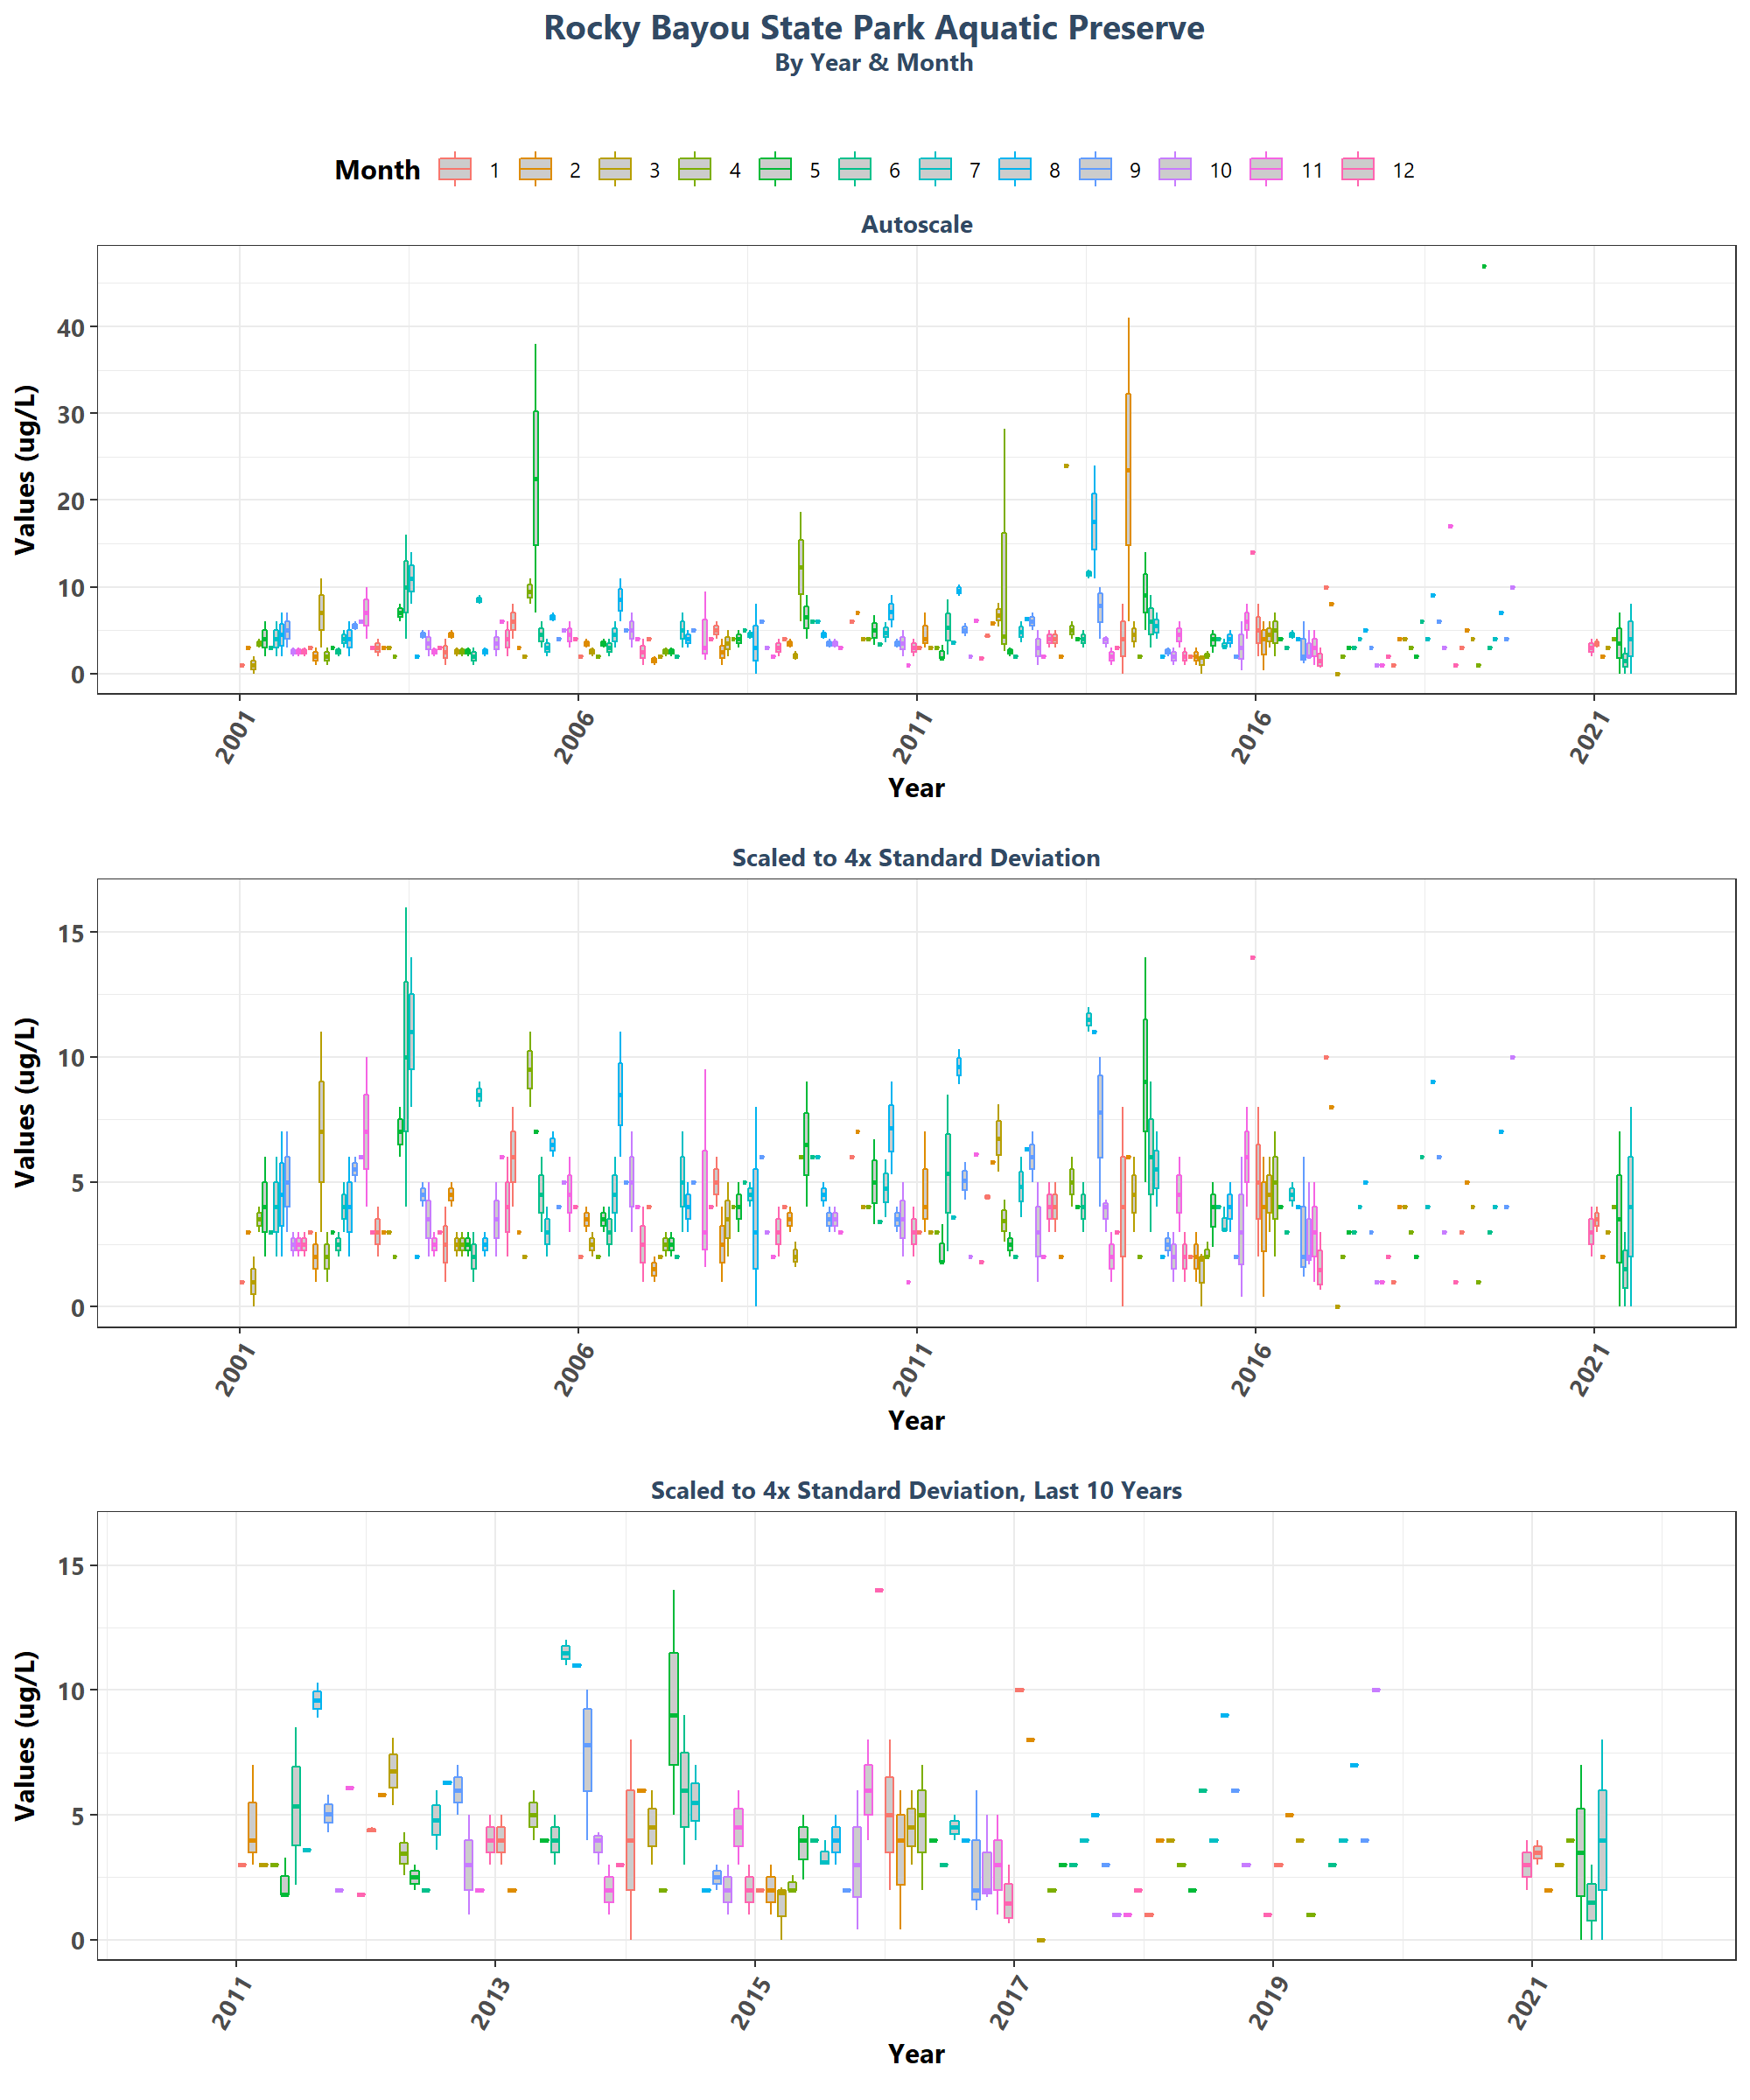 Rocky Bayou State Park Aquatic Preserve
By Year & Month
Month 1 2 3 4 5 6 7 8 9 10 11 12
Autoscale
Values (ug/L)
40
30
20
10
0
2001 2006 2011 2016 2021
Year
Scaled to 4x Standard Deviation
Values (ug/L)
15
10
5
0
2001 2006 2011 2016 2021
Year
Scaled to 4x Standard Deviation, Last 10 Years
Values (ug/L)
15
10
5
0
2011 2013 2015 2017 2019 2021
Year